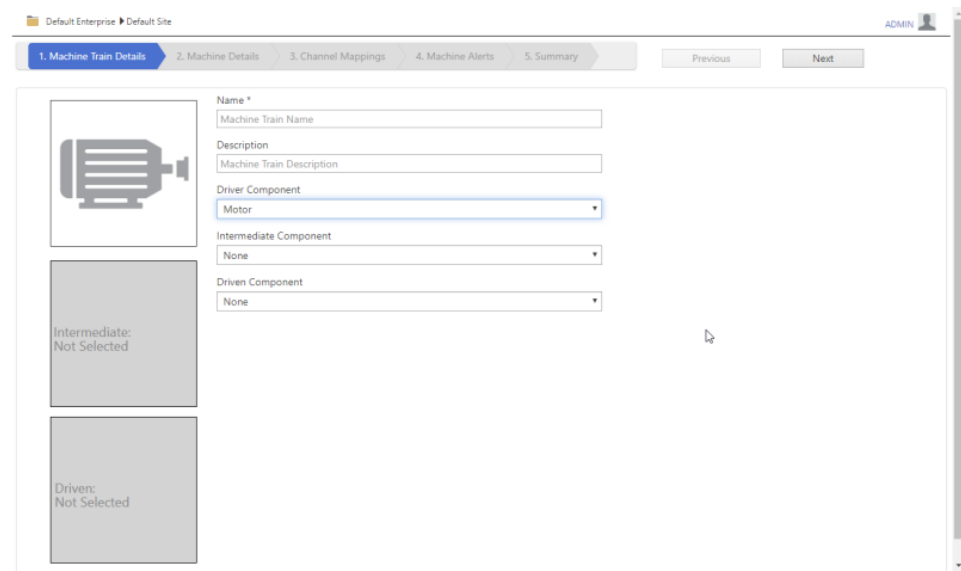 Default Enterprise ▶ Default Site
ADMIN
1. Machine Train Details 2. Machine Details 3. Channel Mappings 4. Machine Alerts 5. Summary Previous Next
Name *
Machine Train Name
Description
Machine Train Description
Driver Component
Motor
Intermediate Component
None
Driven Component
None
Intermediate:
Not Selected
Driven:
Not Selected